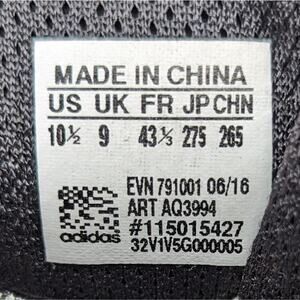 MADE IN CHINA
US UK FR JP CHN
10½ 9 43⅓ 275 265
EVN 791001 06/16
ART AQ3994
#115015427
adidas 32V1V5G000005